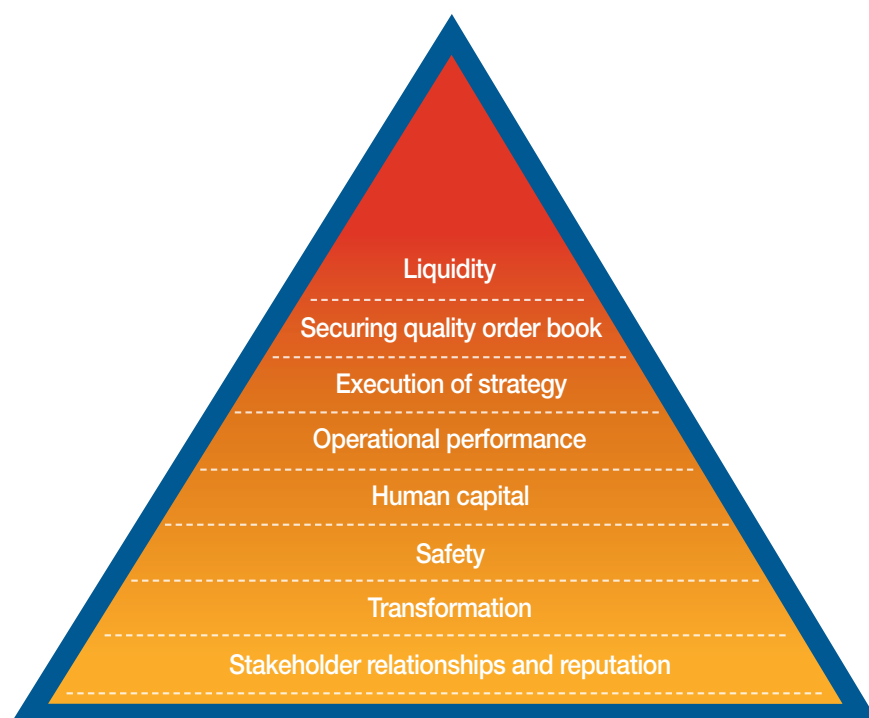 Liquidity
Securing quality order book
Execution of strategy
Operational performance
Human capital
Safety
Transformation
Stakeholder relationships and reputation